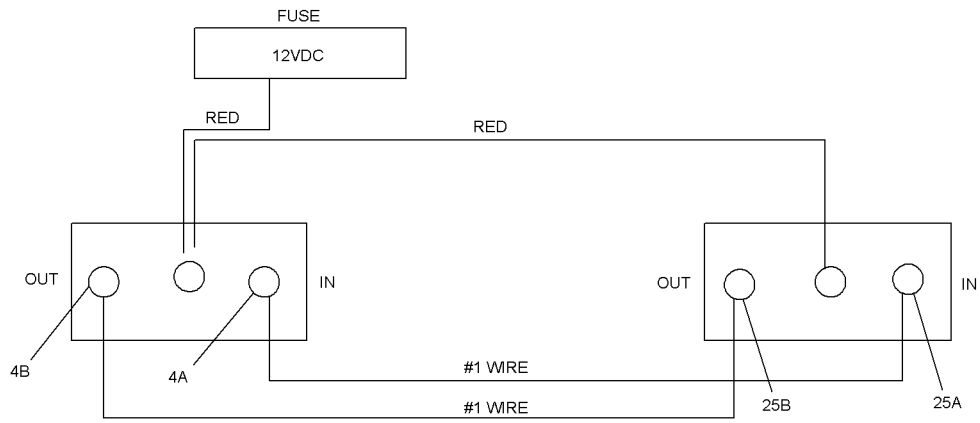 FUSE
12VDC
RED
RED
OUT
IN
OUT
IN
4B
4A
#1 WIRE
25B
25A
#1 WIRE